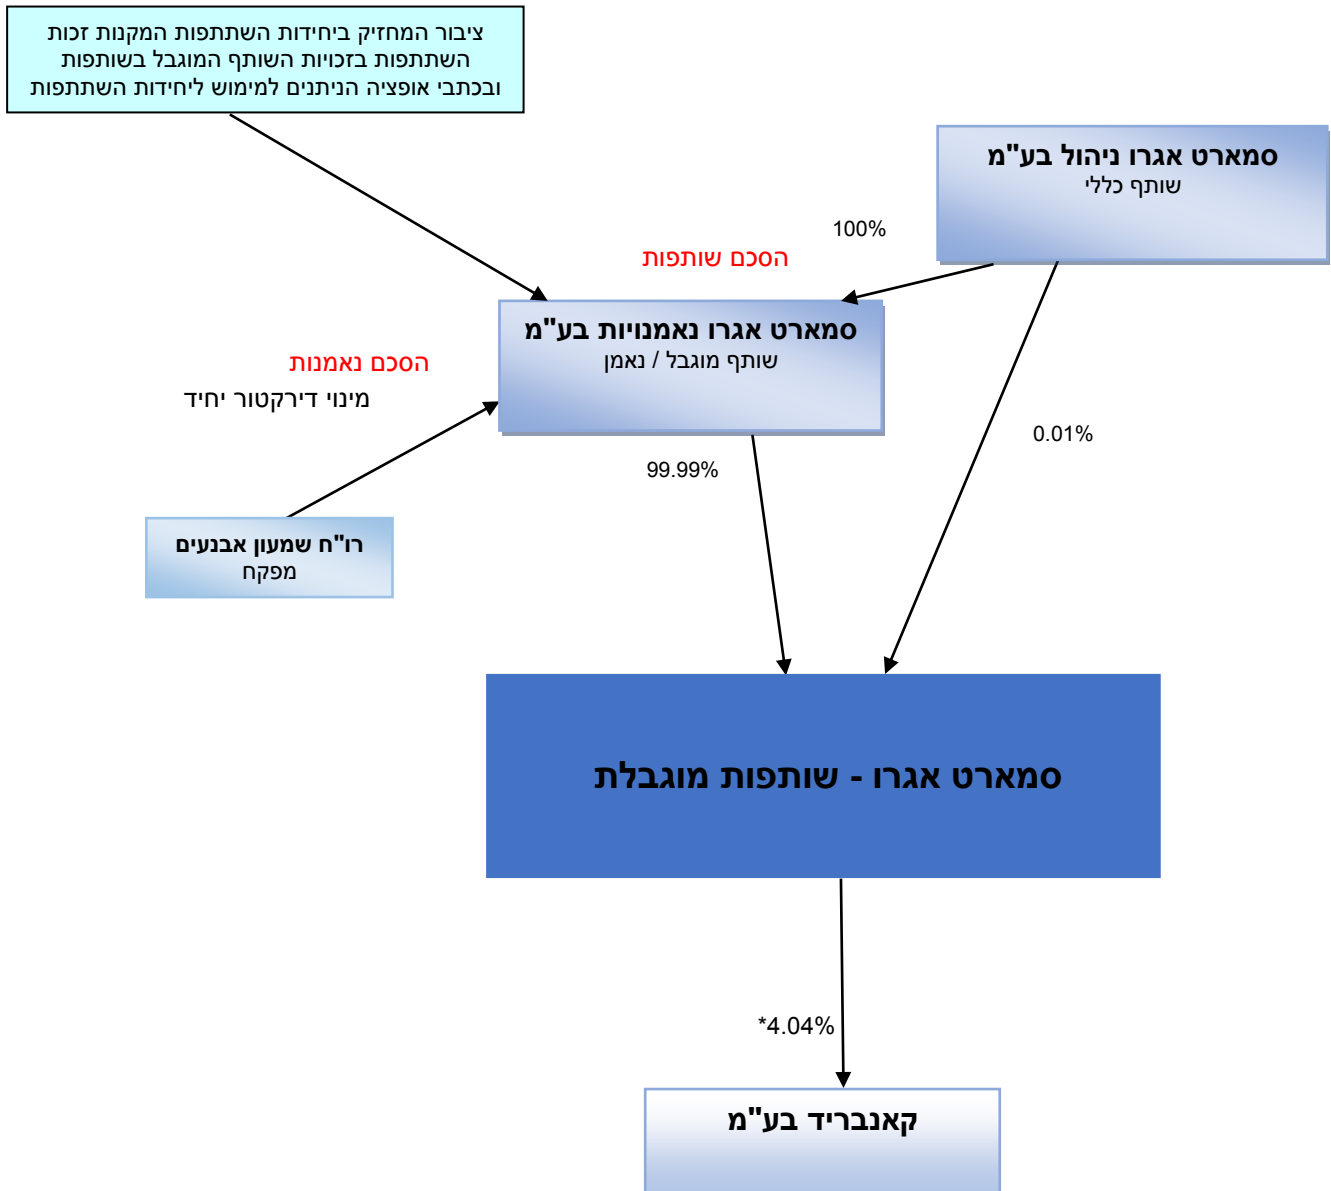 ציבור המחזיק ביחידות השתתפות המקנות זכות
השתתפות בזכויות השותף המוגבל בשותפות
ובכתבי אופציה הניתנים למימוש ליחידות השתתפות
סמארט אגרו ניהול בע"מ
שותף כללי
100%
הסכם שותפות
סמארט אגרו נאמנויות בע"מ
שותף מוגבל / נאמן
הסכם נאמנות
מינוי דירקטור יחיד
0.01%
99.99%
רו"ח שמעון אבנעים
מפקח
סמארט אגרו - שותפות מוגבלת
*4.04%
קאנבריד בע"מ